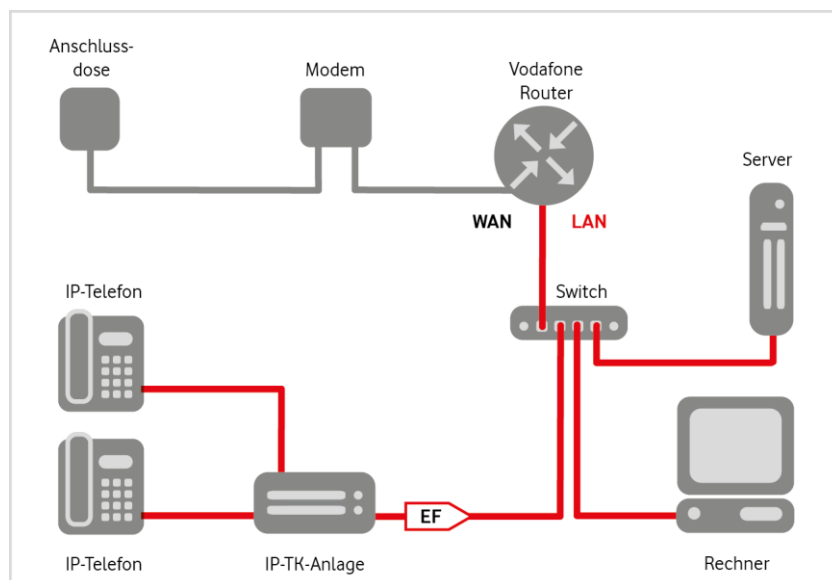 Anschluss-
dose
Modem
Vodafone
Router
Server
WAN
LAN
IP-Telefon
Switch
EF
IP-Telefon
IP-TK-Anlage
Rechner